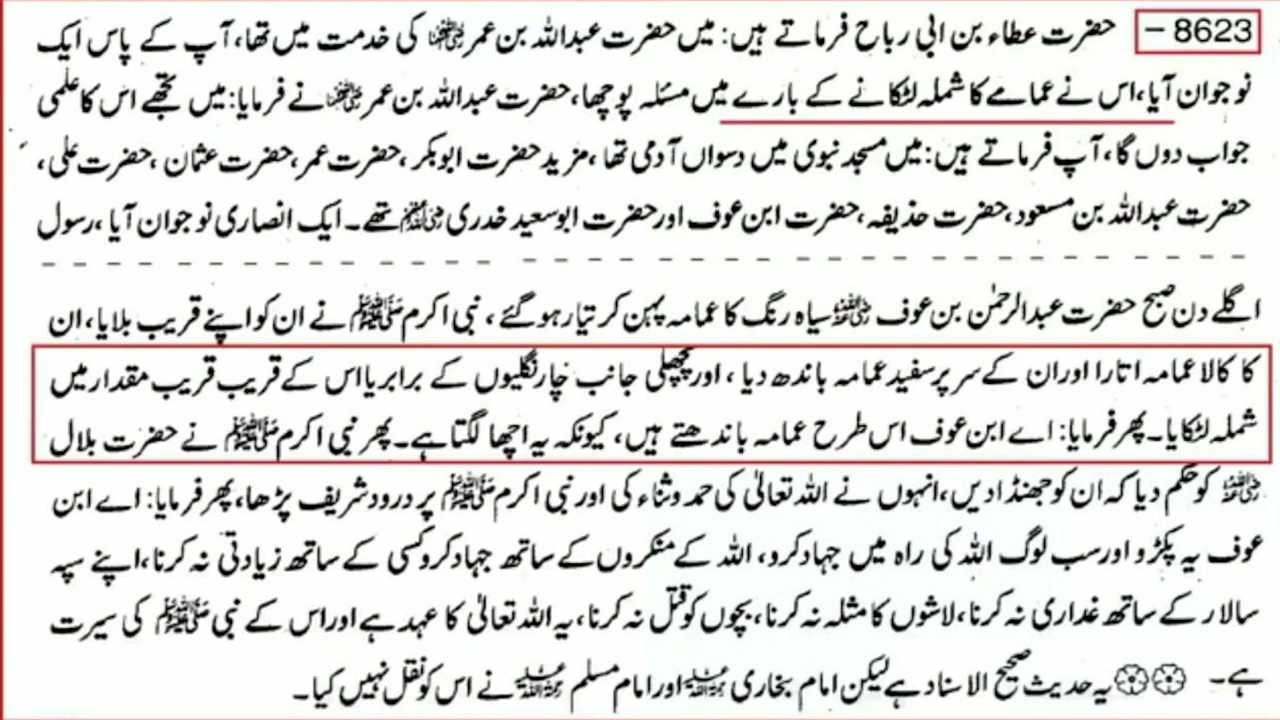 8623 – حضرت عطاء بن ابی رباح فرماتے ہیں: میں حضرت عبداللہ بن عمر رضی اللہ عنہما کی خدمت میں تھا، آپ کے پاس ایک
نوجوان آیا، اس نے عمامے کا شملہ لٹکانے کے بارے میں مسئلہ پوچھا، حضرت عبداللہ بن عمر رضی اللہ عنہما نے فرمایا: میں تجھے اس کا علمی
جواب دوں گا، آپ فرماتے ہیں: میں مسجد نبوی میں دسواں آدمی تھا، مزید حضرت ابوبکر، حضرت عمر، حضرت عثمان، حضرت علی،
حضرت عبداللہ بن مسعود، حضرت حذیفہ، حضرت ابن عوف اور حضرت ابوسعید خدری رضی اللہ عنہم تھے۔ ایک انصاری نوجوان آیا، رسول
اگلے دن صبح حضرت عبدالرحمٰن بن عوف رضی اللہ عنہ سیاہ رنگ کا عمامہ پہن کر تیار ہو گئے، نبی اکرم ﷺ نے ان کو اپنے قریب بلایا، ان
کا کالا عمامہ اتارا اور ان کے سر پر سفید عمامہ باندھ دیا، اور پچھلی جانب چار انگلیوں کے برابر یا اس کے قریب قریب مقدار میں
شملہ لٹکایا۔ پھر فرمایا: اے ابن عوف اس طرح عمامہ باندھتے ہیں، کیونکہ یہ اچھا لگتا ہے۔ پھر نبی اکرم ﷺ نے حضرت بلال
رضی اللہ عنہ کو حکم دیا کہ ان کو جھنڈا دیں، انہوں نے اللہ تعالیٰ کی حمد وثناء کی اور نبی اکرم ﷺ پر درود شریف پڑھا، پھر فرمایا: اے ابن
عوف یہ پکڑو اور سب لوگ اللہ کی راہ میں جہاد کرو، اللہ کے منکروں کے ساتھ جہاد کرو کسی کے ساتھ زیادتی نہ کرنا، اپنے سپہ
سالار کے ساتھ غداری نہ کرنا، لاشوں کا مثلہ نہ کرنا، بچوں کو قتل نہ کرنا، یہ اللہ تعالیٰ کا عہد ہے اور اس کے نبی ﷺ کی سیرت
ہے۔ یہ حدیث صحیح الاسناد ہے لیکن امام بخاری رحمۃ اللہ علیہ اور امام مسلم رحمۃ اللہ علیہ نے اس کو نقل نہیں کیا۔